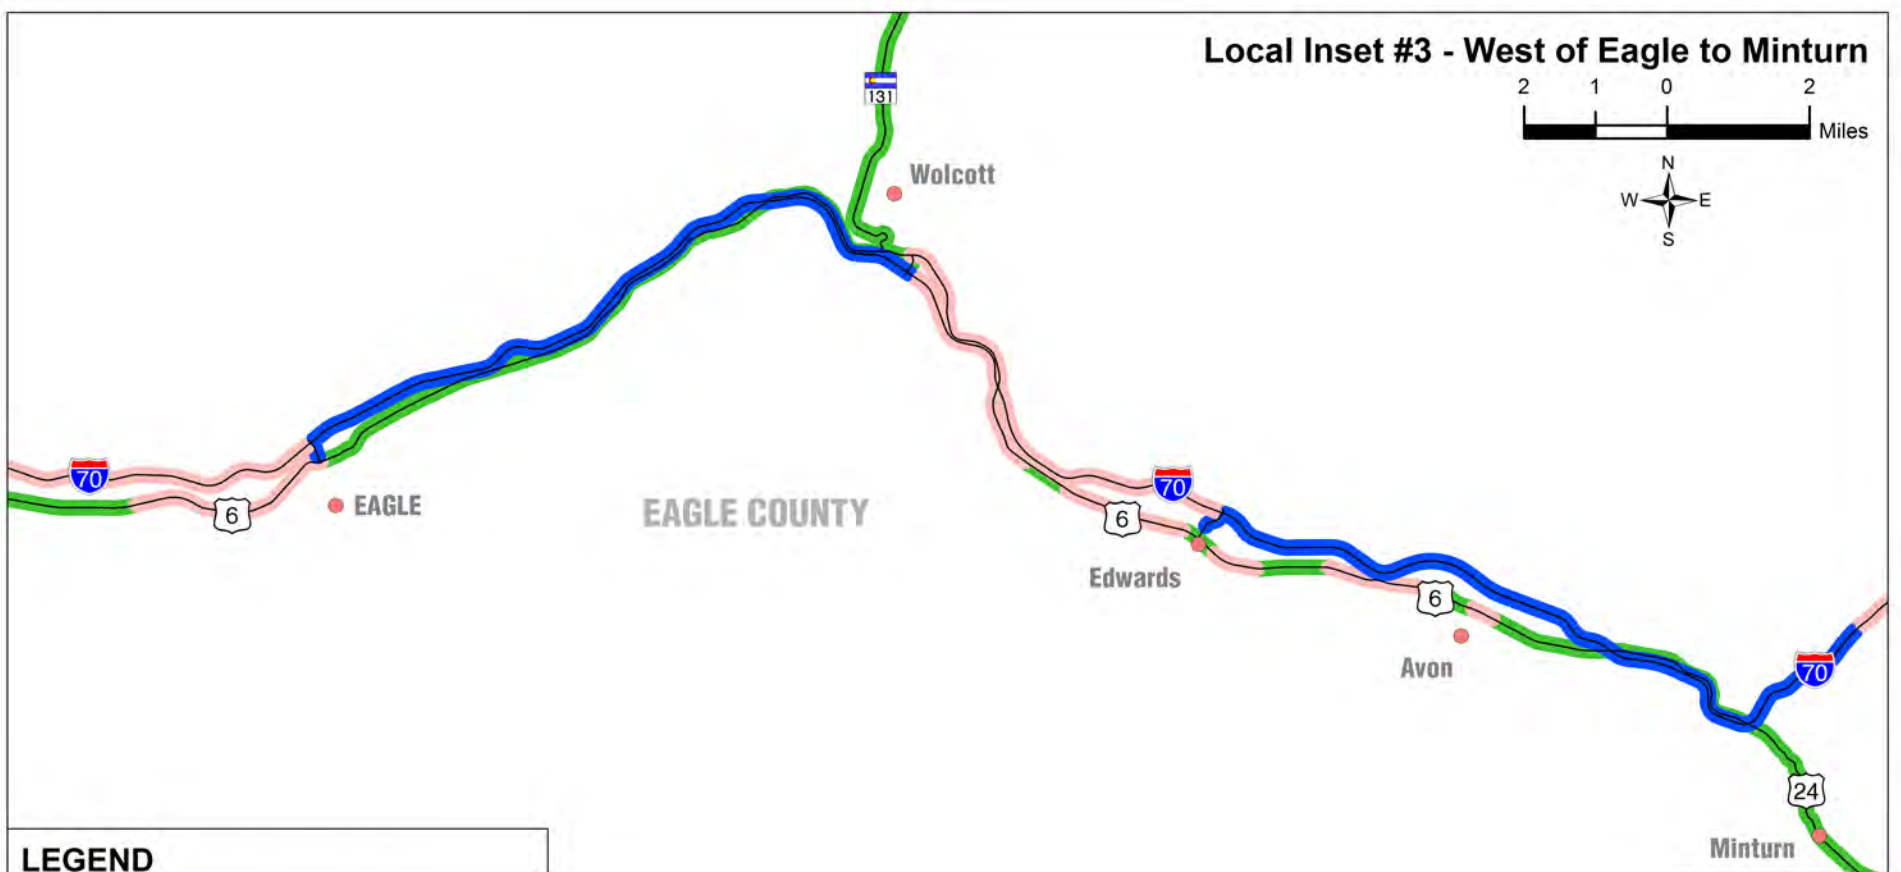 Local Inset #3 - West of Eagle to Minturn
2 1 0 2
Miles
N
W E
S
131
Wolcott
70
6
EAGLE
EAGLE COUNTY
70
6
Edwards
6
Avon
70
24
Minturn
LEGEND